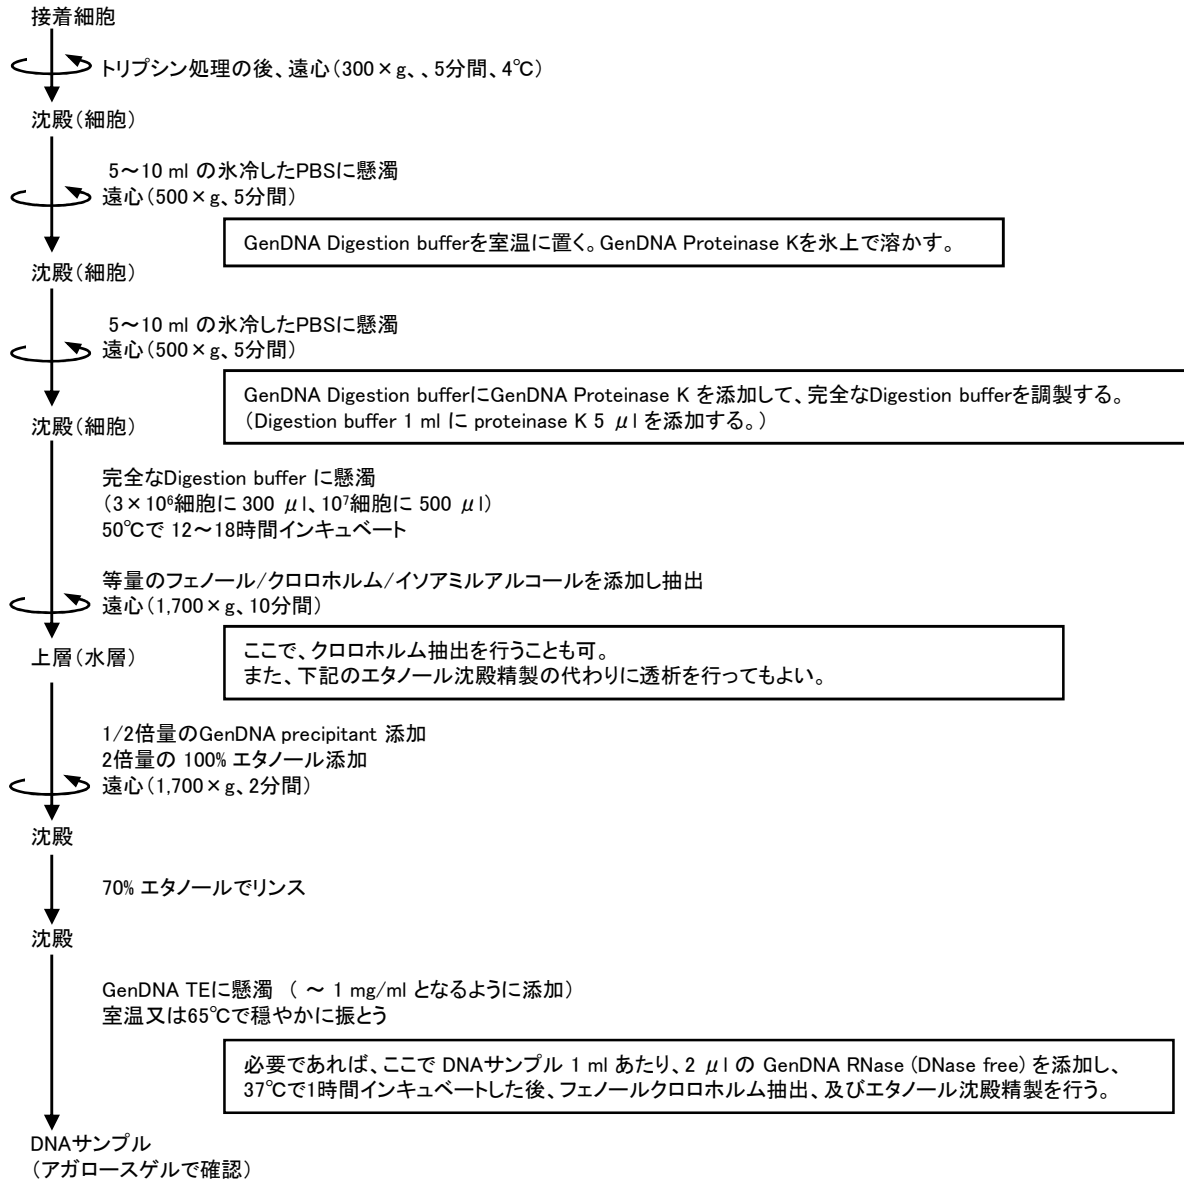 接着細胞
トリプシン処理の後、遠心（300×g、、5分間、4℃）
沈殿（細胞）
5～10 ml の氷冷したPBSに懸濁
遠心（500×g、5分間）
GenDNA Digestion bufferを室温に置く。GenDNA Proteinase Kを氷上で溶かす。
沈殿（細胞）
5～10 ml の氷冷したPBSに懸濁
遠心（500×g、5分間）
GenDNA Digestion bufferにGenDNA Proteinase K を添加して、完全なDigestion bufferを調製する。
（Digestion buffer 1 ml に proteinase K 5 μl を添加する。）
沈殿（細胞）
完全なDigestion buffer に懸濁
（3×10⁶細胞に 300 μl、10⁷細胞に 500 μl）
50℃で 12～18時間インキュベート
等量のフェノール/クロロホルム/イソアミルアルコールを添加し抽出
遠心（1,700×g、10分間）
上層（水層）
ここで、クロロホルム抽出を行うことも可。
また、下記のエタノール沈殿精製の代わりに透析を行ってもよい。
1/2倍量のGenDNA precipitant 添加
2倍量の 100% エタノール添加
遠心（1,700×g、2分間）
沈殿
70% エタノールでリンス
沈殿
GenDNA TEに懸濁 （ ～ 1 mg/ml となるように添加）
室温又は65℃で穏やかに振とう
必要であれば、ここで DNAサンプル 1 ml あたり、2 μl の GenDNA RNase (DNase free) を添加し、
37℃で1時間インキュベートした後、フェノールクロロホルム抽出、及びエタノール沈殿精製を行う。
DNAサンプル
（アガロースゲルで確認）